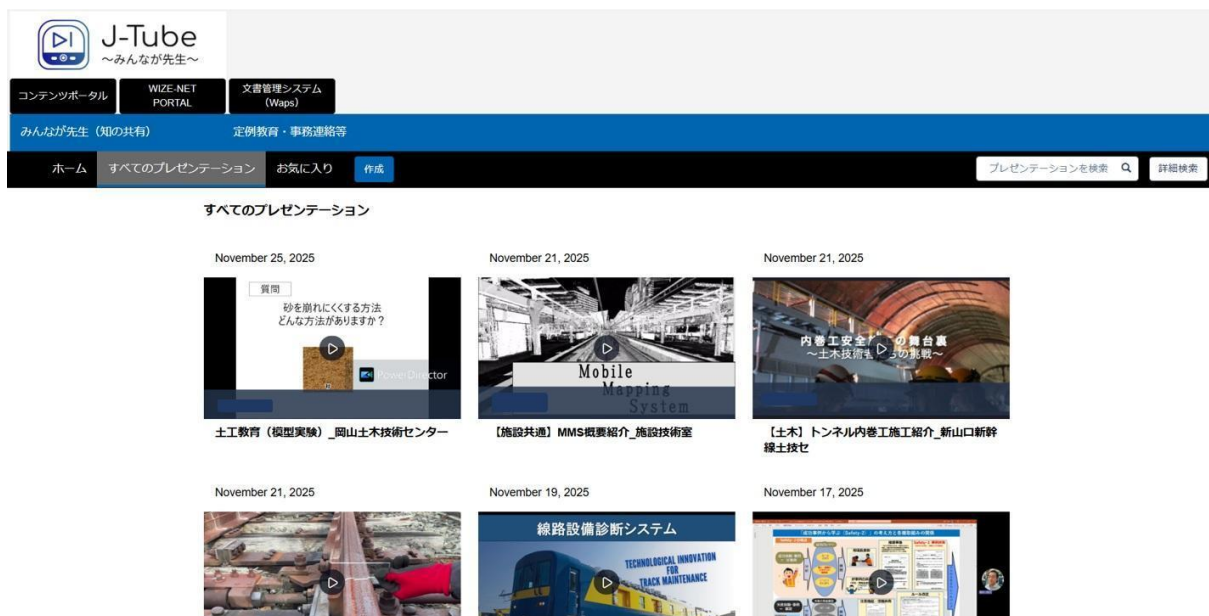 J-Tube
～みんなが先生～
コンテンツポータル
WIZE-NET
PORTAL
文書管理システム
(Waps)
みんなが先生（知の共有）
定例教育・事務連絡等
ホーム
すべてのプレゼンテーション
お気に入り
作成
プレゼンテーションを検索
詳細検索
すべてのプレゼンテーション
November 25, 2025
November 21, 2025
November 21, 2025
質問
砂を崩れにくくする方法
どんな方法がありますか？
PowerDirector
Mobile
Mapping
System
内巻工安全
の舞台裏
～土木技術者
の挑戦～
土工教育（模型実験）_岡山土木技術センター
【施設共通】MMS概要紹介_施設技術室
【土木】トンネル内巻工施工紹介_新山口新幹
線土技セ
November 21, 2025
November 19, 2025
November 17, 2025
線路設備診断システム
TECHNOLOGICAL INNOVATION
FOR
TRACK MAINTENANCE